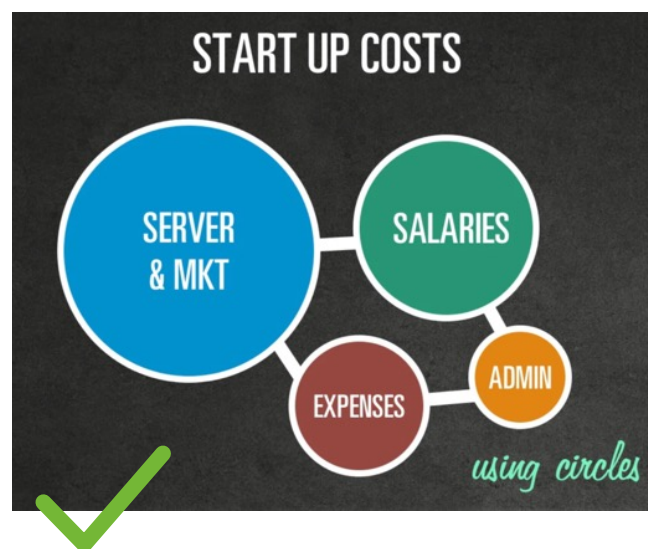 START UP COSTS
SERVER
& MKT
SALARIES
ADMIN
EXPENSES
using circles